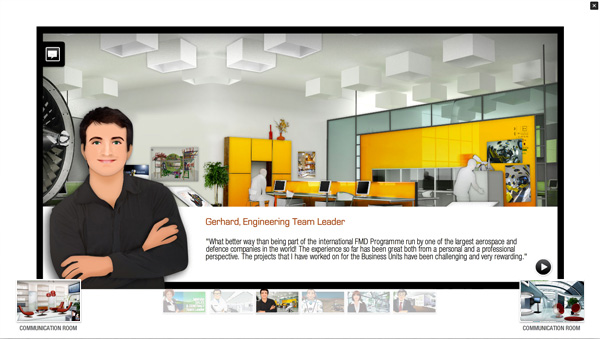 Gerhard, Engineering Team Leader
"What better way than being part of the international FMD Programme run by one of the largest aerospace and
defence companies in the world! The experience so far has been great both from a personal and a professional
perspective. The projects that I have worked on for the Business Units have been challenging and very rewarding."
COMMUNICATION ROOM
COMMUNICATION ROOM